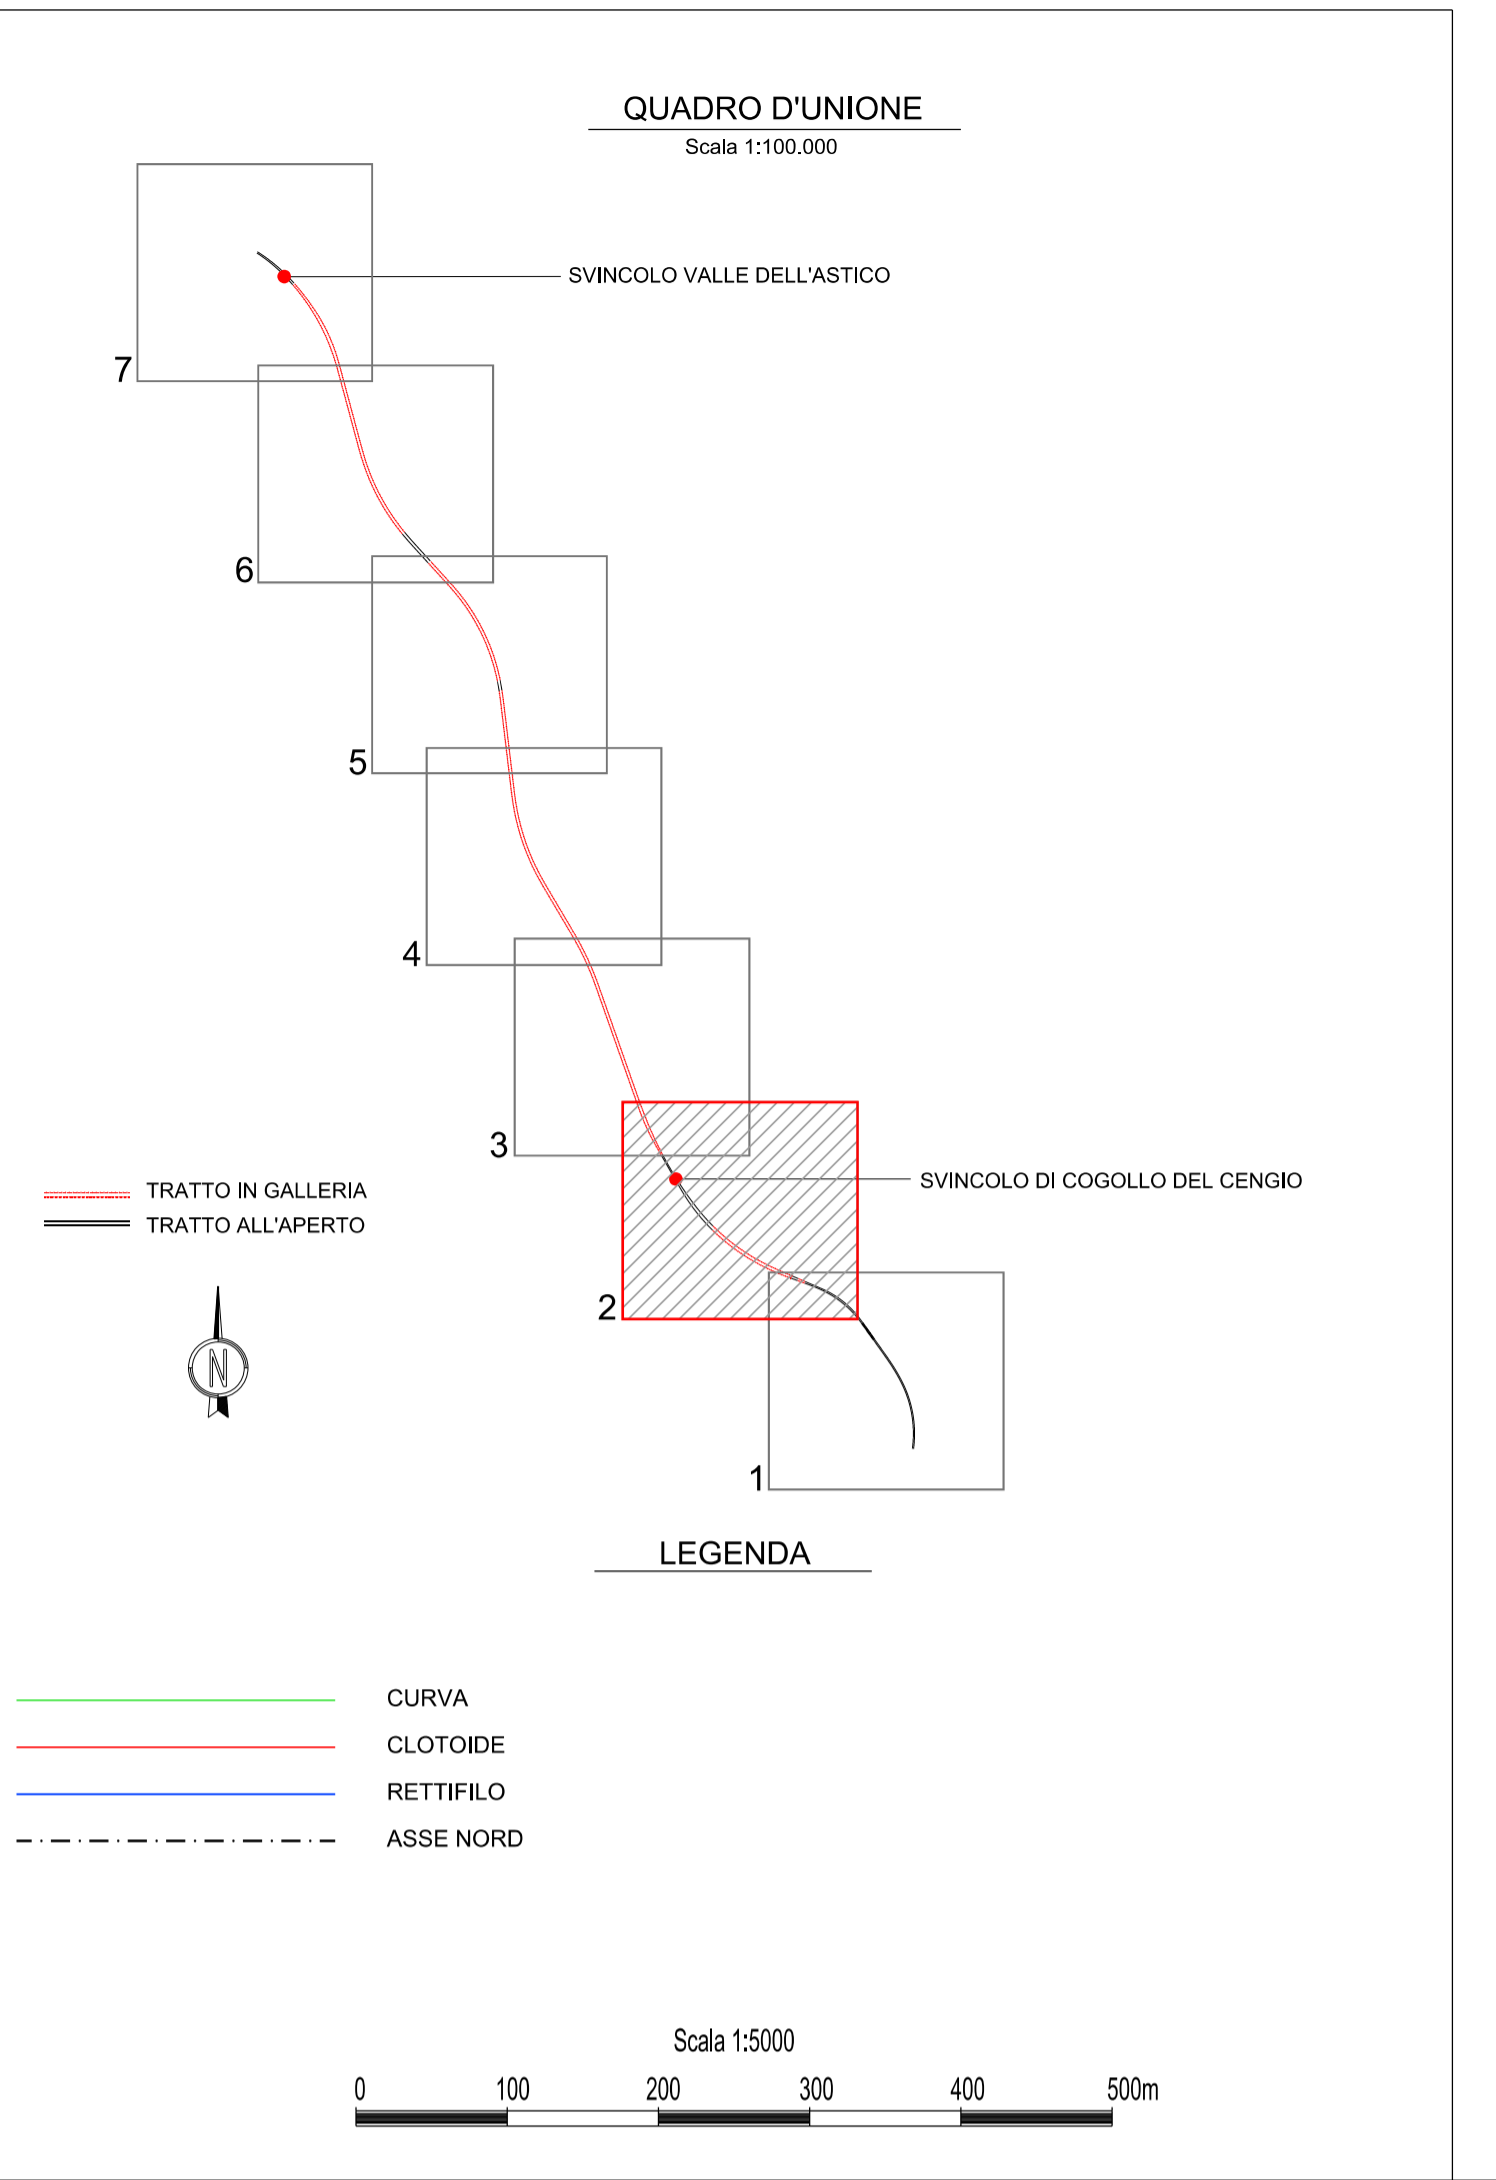 QUADRO D'UNIONE
Scala 1:100.000
SVINCOLO VALLE DELL'ASTICO
7
6
5
4
3
TRATTO IN GALLERIA
SVINCOLO DI COGOLLO DEL CENGIO
TRATTO ALL'APERTO
2
N
1
LEGENDA
CURVA
CLOTOIDE
RETTIFILO
ASSE NORD
Scala 1:5000
0 100 200 300 400 500m